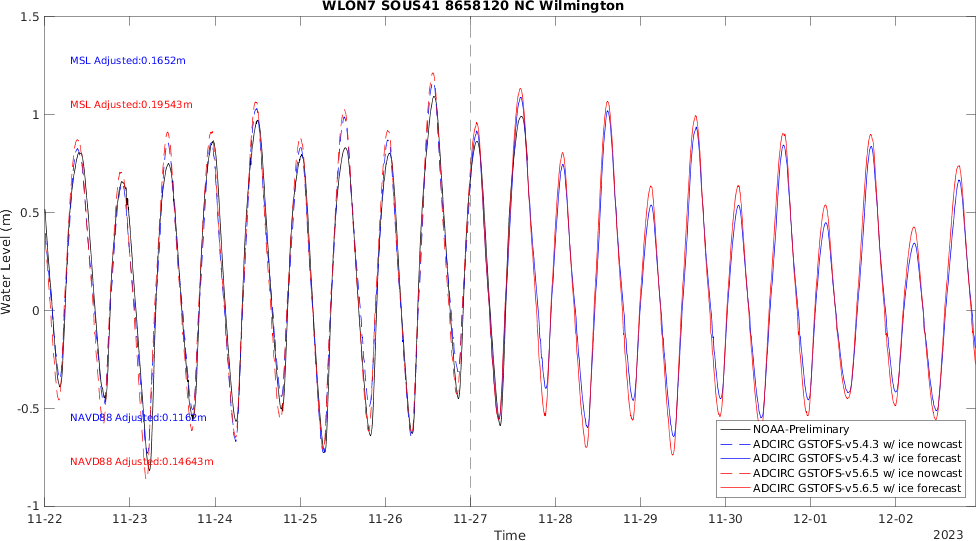 WLON7 SOUS41 8658120 NC Wilmington
1.5
MSL Adjusted:0.1652m
MSL Adjusted:0.19543m
1
0.5
Water Level (m)
0
-0.5
NAVD88 Adjusted:0.1162m
NAVD88 Adjusted:0.14643m
-1
NOAA-Preliminary
ADCIRC GSTOFS-v5.4.3 w/ ice nowcast
ADCIRC GSTOFS-v5.4.3 w/ ice forecast
ADCIRC GSTOFS-v5.6.5 w/ ice nowcast
ADCIRC GSTOFS-v5.6.5 w/ ice forecast
11-22 11-23 11-24 11-25 11-26 11-27 11-28 11-29 11-30 12-01 12-02
Time
2023